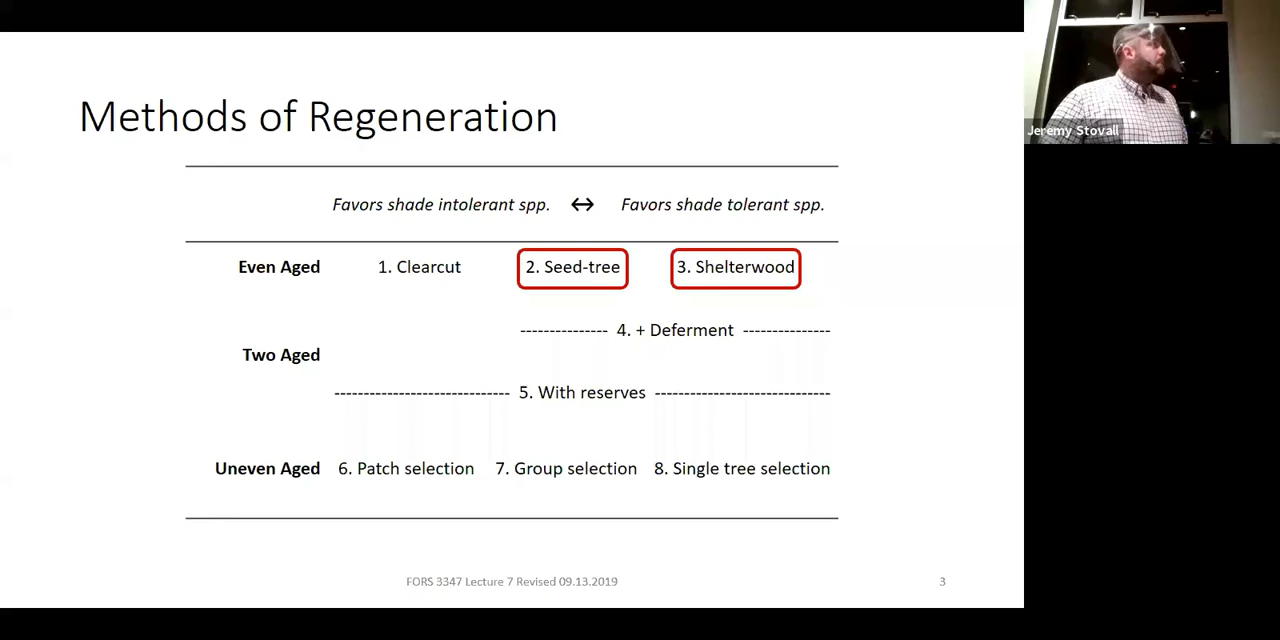 Methods of Regeneration
Favors shade intolerant spp. ↔ Favors shade tolerant spp.
Even Aged 1. Clearcut 2. Seed-tree 3. Shelterwood
--------------- 4. + Deferment ---------------
Two Aged
------------------------------ 5. With reserves ------------------------------
Uneven Aged 6. Patch selection 7. Group selection 8. Single tree selection
FORS 3347 Lecture 7 Revised 09.13.2019 3
Jeremy Stovall